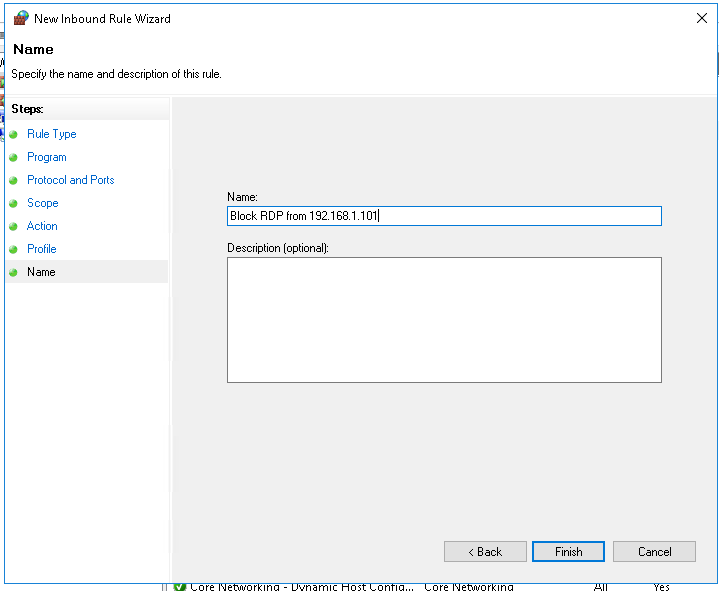 New Inbound Rule Wizard
Name
Specify the name and description of this rule.
Steps:
Rule Type
Program
Protocol and Ports
Scope
Action
Profile
Name
Name:
Block RDP from 192.168.1.101
Description (optional):
< Back Finish Cancel
Core Networking - Dynamic Host Config... Core Networking All Yes